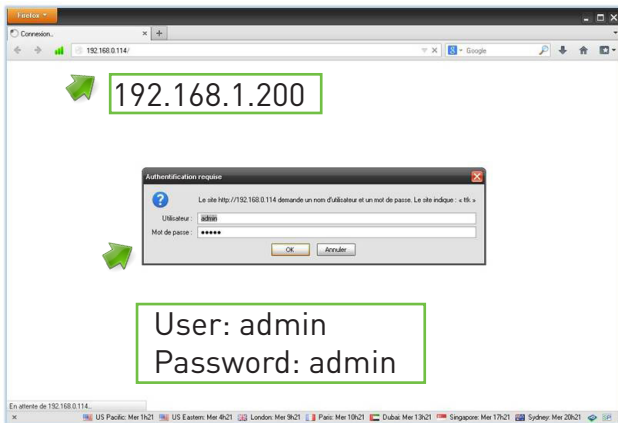 Firefox
Connexion...
192.168.0.114/
Google
192.168.1.200
Authentification requise
Le site http://192.168.0.114 demande un nom d'utilisateur et un mot de passe. Le site indique : « ttk »
Utilisateur : admin
Mot de passe : •••••
OK Annuler
User: admin
Password: admin
En attente de 192.168.0.114...
US Pacific: Mer 1h21 US Eastern: Mer 4h21 London: Mer 9h21 Paris: Mer 10h21 Dubai: Mer 13h21 Singapore: Mer 17h21 Sydney: Mer 20h21